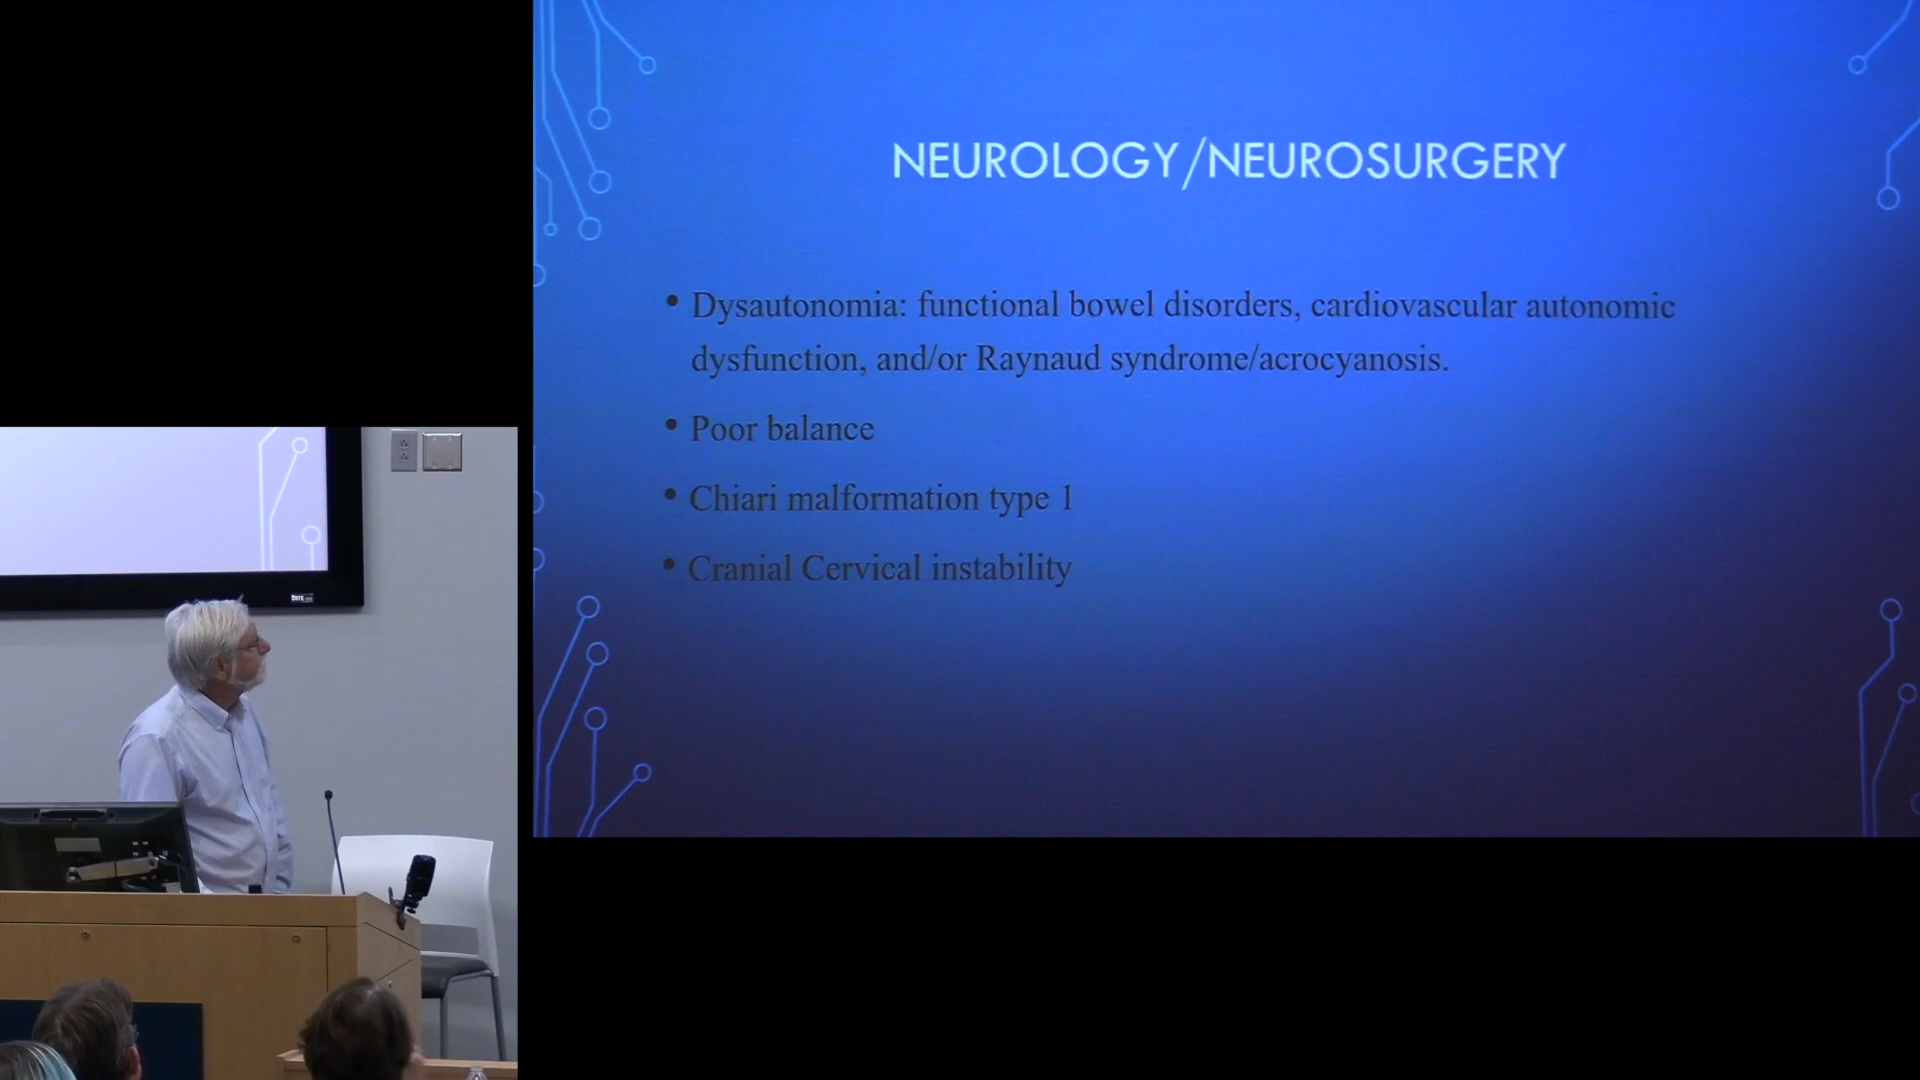 NEUROLOGY/NEUROSURGERY
• Dysautonomia: functional bowel disorders, cardiovascular autonomic
dysfunction, and/or Raynaud syndrome/acrocyanosis.
• Poor balance
• Chiari malformation type 1
• Cranial Cervical instability